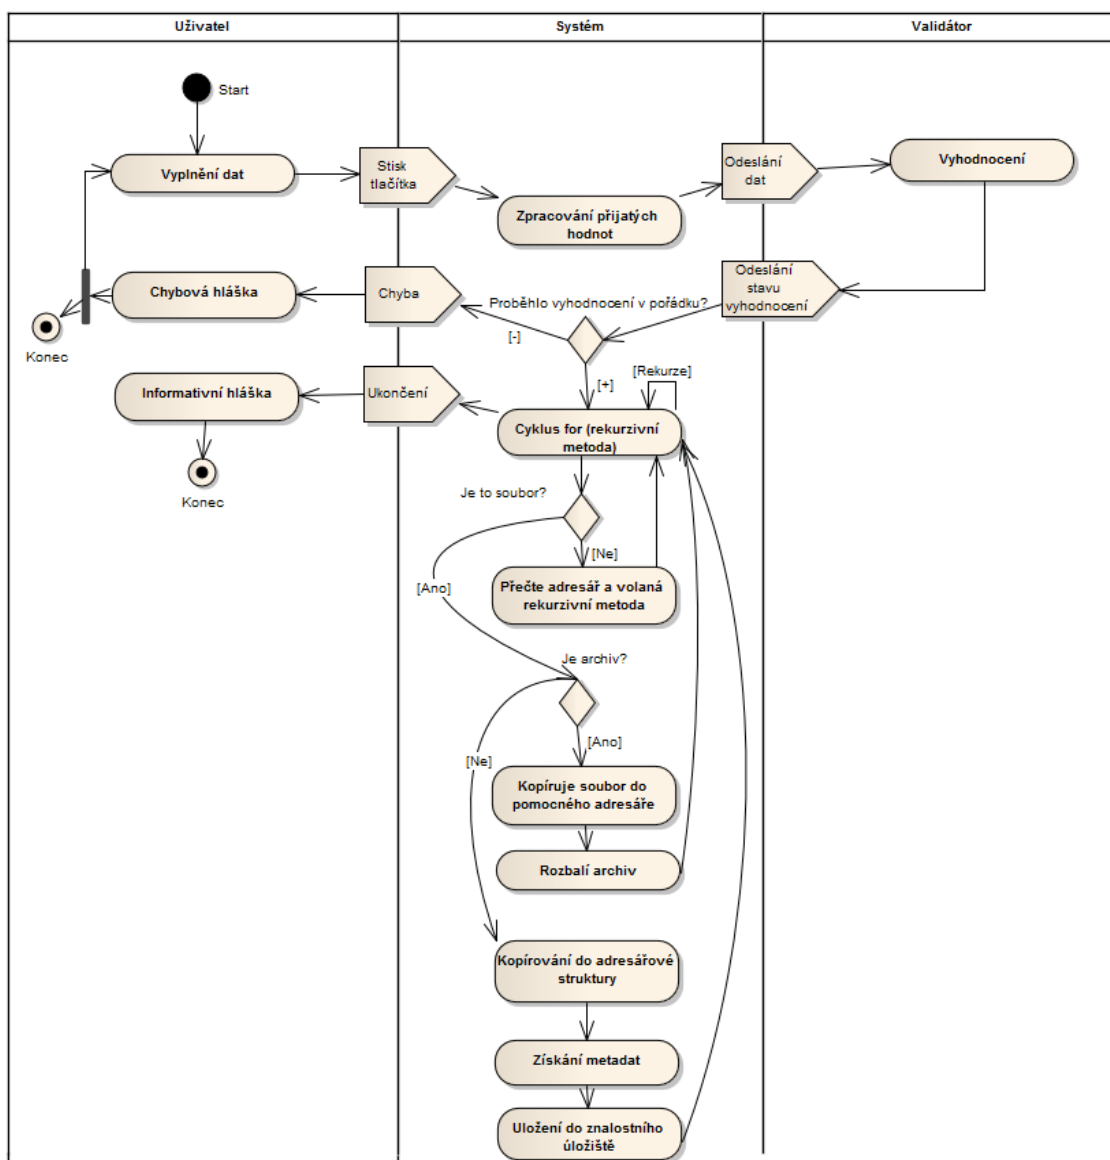 Uživatel
Systém
Validátor
Start
Vyplnění dat
Stisk
tlačítka
Zpracování přijatých
hodnot
Odeslání
dat
Vyhodnocení
Odeslání
stavu
vyhodnocení
Proběhlo vyhodnocení v pořádku?
[-]
[+]
Chyba
Chybová hláška
Konec
[Rekurze]
Cyklus for (rekurzivní
metoda)
Ukončení
Informativní hláška
Konec
Je to soubor?
[Ne]
[Ano]
Přečte adresář a volaná
rekurzivní metoda
Je archiv?
[Ano]
[Ne]
Kopíruje soubor do
pomocného adresáře
Rozbalí archiv
Kopírování do adresářové
struktury
Získání metadat
Uložení do znalostního
úložiště